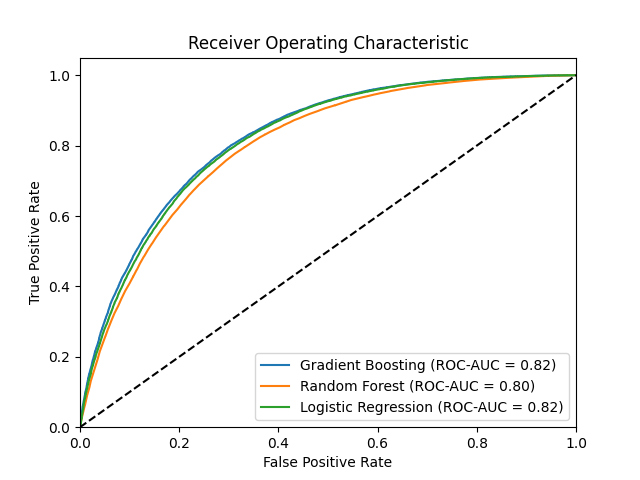 Receiver Operating Characteristic
1.0
0.8
0.6
0.4
0.2
0.0
True Positive Rate
Gradient Boosting (ROC-AUC = 0.82)
Random Forest (ROC-AUC = 0.80)
Logistic Regression (ROC-AUC = 0.82)
0.0 0.2 0.4 0.6 0.8 1.0
False Positive Rate